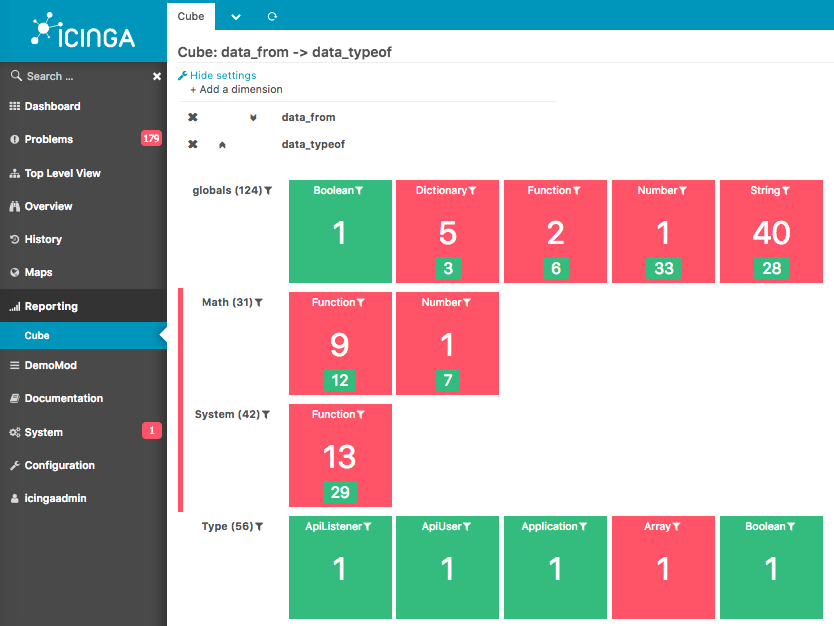 ICINGA
Cube
Cube: data_from -> data_typeof
Hide settings
+ Add a dimension
data_from
data_typeof
Search ...
Dashboard
Problems 179
Top Level View
Overview
History
Maps
Reporting
Cube
DemoMod
Documentation
System 1
Configuration
icingaadmin
globals (124) Boolean Dictionary Function Number String
1 5 2 1 40
3 6 33 28
Math (31) Function Number
9 1
12 7
System (42) Function
13
29
Type (56) ApiListener ApiUser Application Array Boolean
1 1 1 1 1